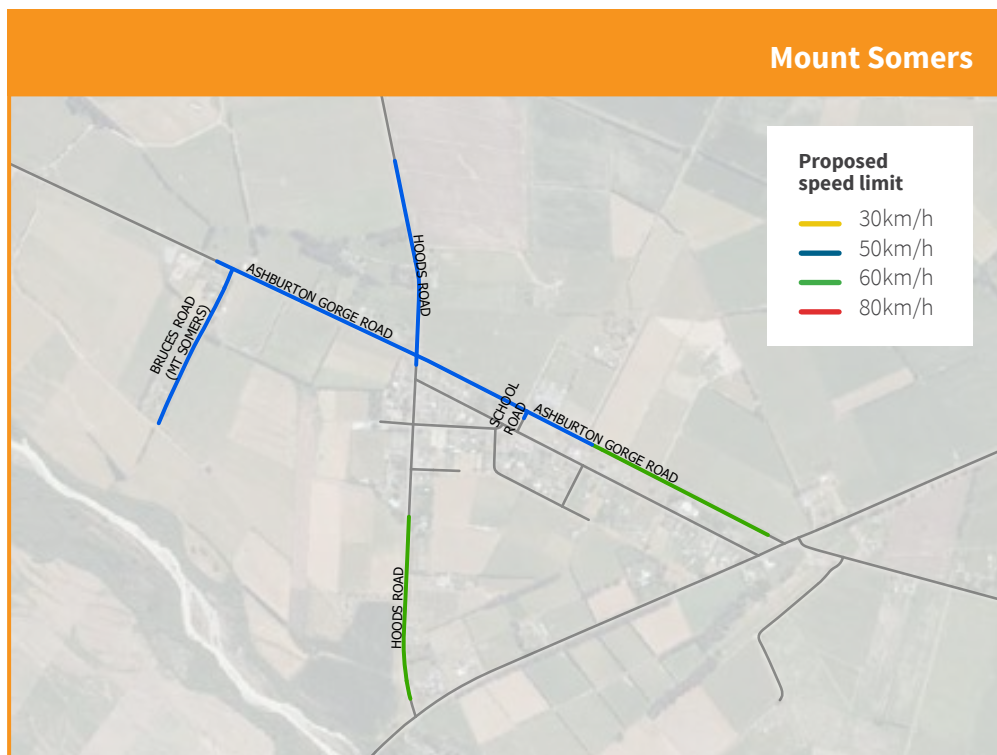 Mount Somers
Proposed
speed limit
30km/h
50km/h
60km/h
80km/h
HOODS ROAD
ASHBURTON GORGE ROAD
BRUCES ROAD
(MT SOMERS)
SCHOOL
ROAD
ASHBURTON GORGE ROAD
HOODS ROAD